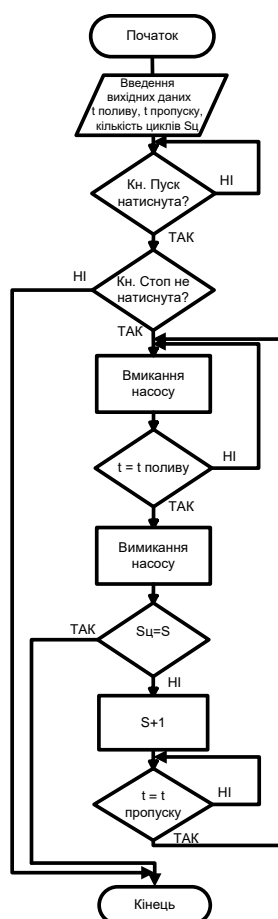 Початок
Введення
вихідних даних
t поливу, t пропуску,
кількість циклів Sц
Кн. Пуск
натиснута?
НІ
ТАК
НІ
Кн. Стоп не
натиснута?
ТАК
Вмикання
насосу
t = t поливу
НІ
ТАК
Вимикання
насосу
ТАК
Sц=S
НІ
S+1
t = t
пропуску
НІ
ТАК
Кінець